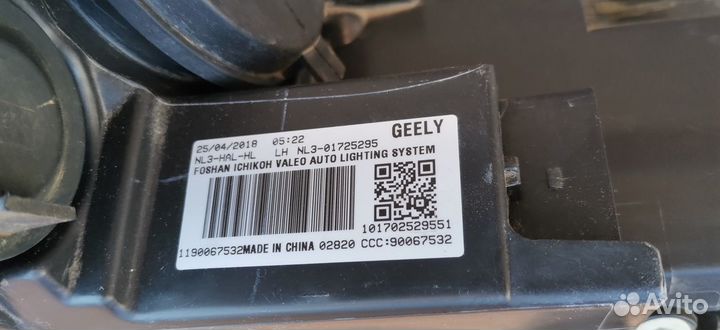 GEELY
25/04/2018 05:22
NL3-HAL-HL LH NL3-01725295
FOSHAN ICHIKOH VALEO AUTO LIGHTING SYSTEM
101702529551
1190067532MADE IN CHINA 02820 CCC:90067532
Avito